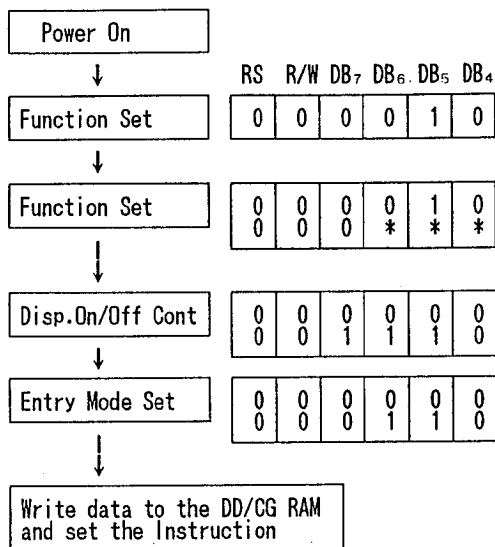 Power On
RS R/W DB₇ DB₆. DB₅ DB₄
Function Set 0 0 0 0 1 0
Function Set 0 0 0 0 1 0
0 0 0 * * *
Disp.On/Off Cont 0 0 0 0 0 0
0 0 1 1 1 0
Entry Mode Set 0 0 0 0 0 0
0 0 0 1 1 0
Write data to the DD/CG RAM
and set the Instruction